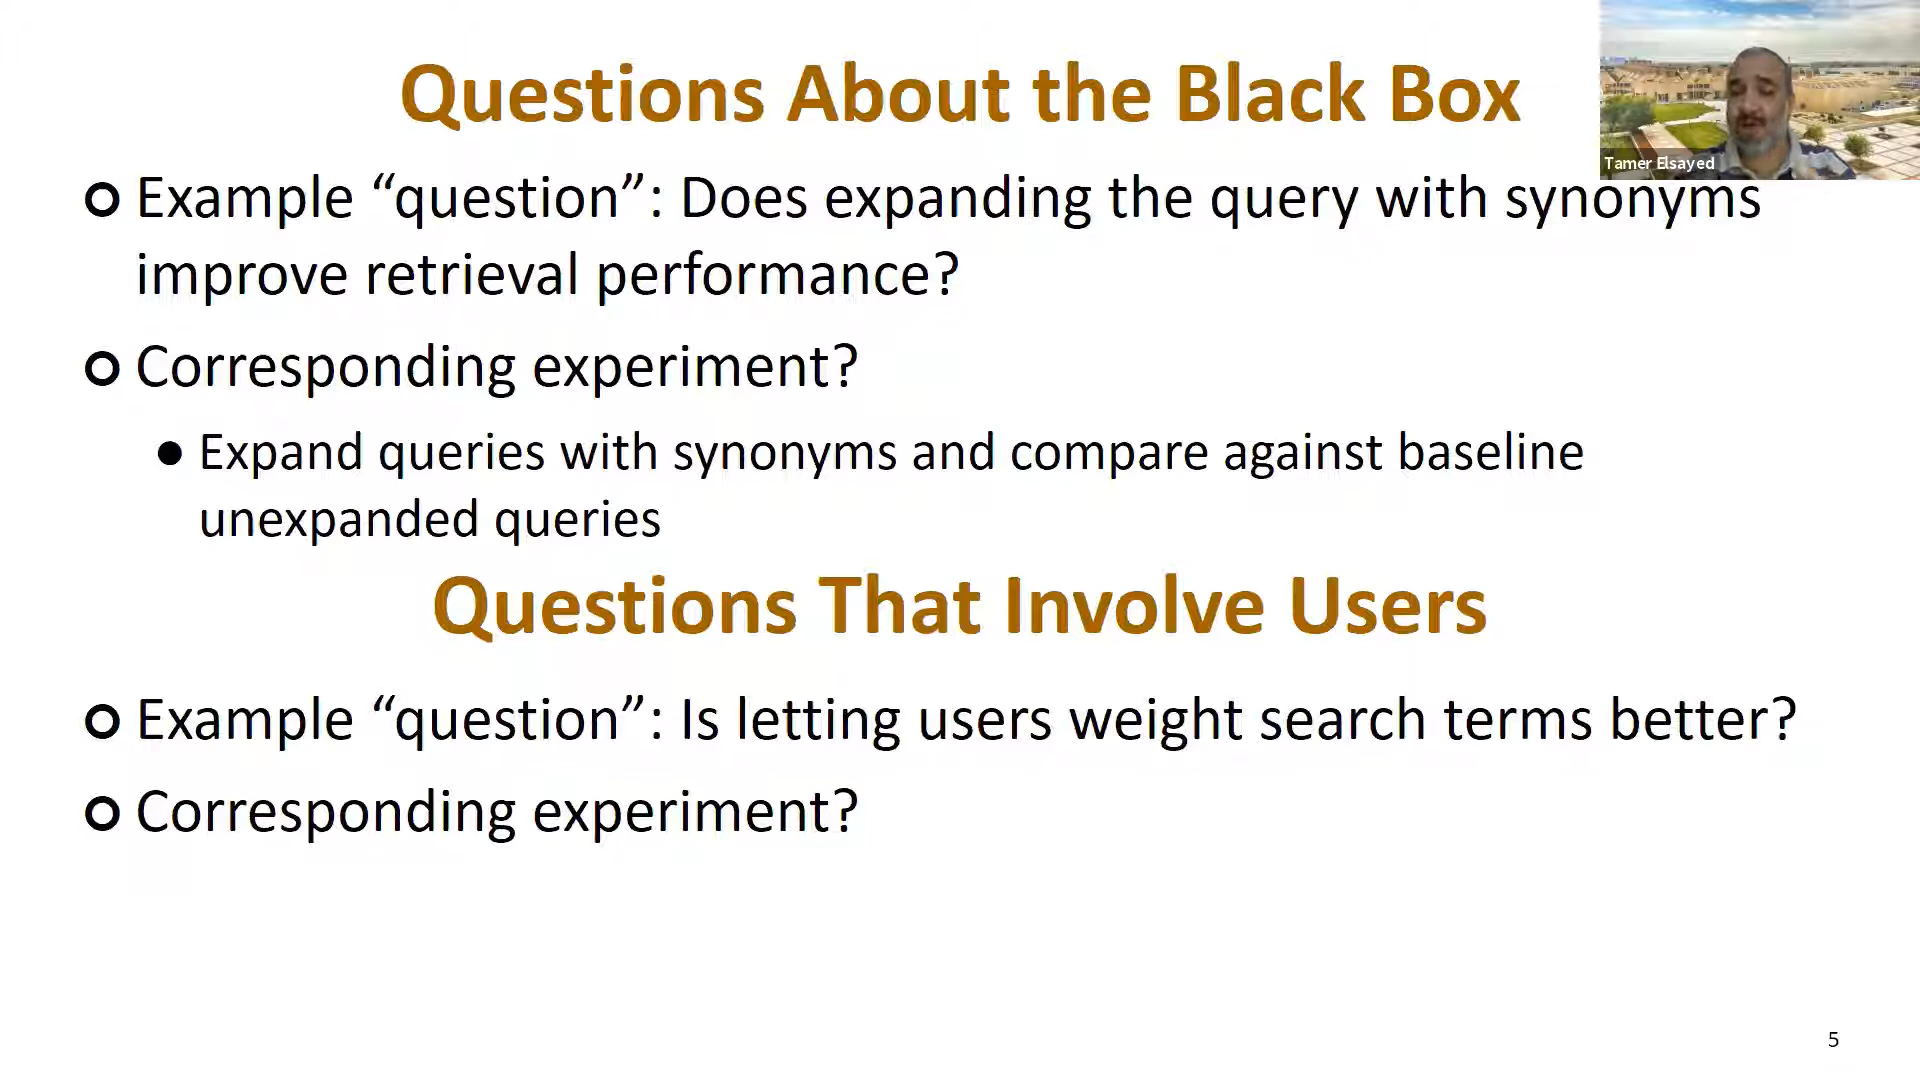 Questions About the Black Box
Tamer Elsayed
Example “question”: Does expanding the query with synonyms
improve retrieval performance?
Corresponding experiment?
Expand queries with synonyms and compare against baseline
unexpanded queries
Questions That Involve Users
Example “question”: Is letting users weight search terms better?
Corresponding experiment?
5